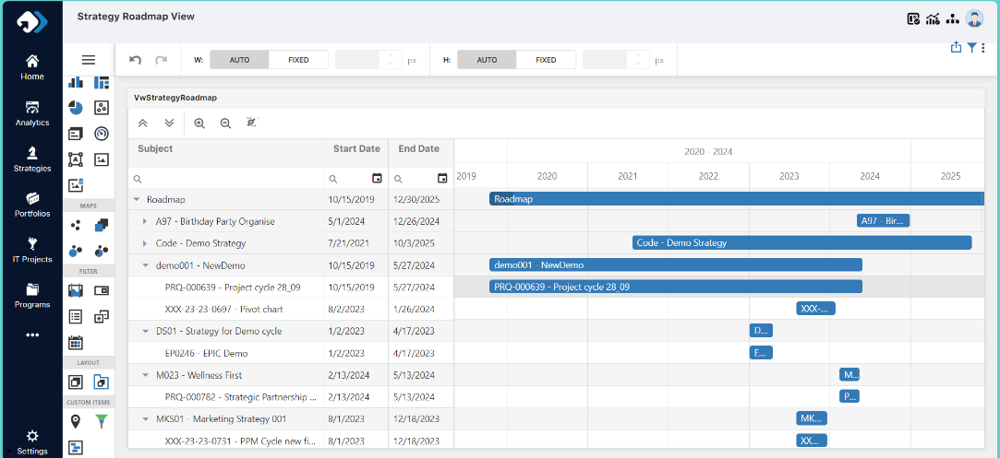 Strategy Roadmap View
Home
Analytics
Strategies
Portfolios
IT Projects
Programs
Settings
MAPS
FILTER
LAYOUT
CUSTOM ITEMS
W: AUTO FIXED px H: AUTO FIXED px
VwStrategyRoadmap
Subject Start Date End Date 2020 - 2024
2019 2020 2021 2022 2023 2024 2025
Roadmap 10/15/2019 12/30/2025 Roadmap
A97 - Birthday Party Organise 5/1/2024 12/26/2024 A97 - Bir...
Code - Demo Strategy 7/21/2021 10/3/2025 Code - Demo Strategy
demo001 - NewDemo 10/15/2019 5/27/2024 demo001 - NewDemo
PRQ-000639 - Project cycle 28_09 10/15/2019 5/27/2024 PRQ-000639 - Project cycle 28_09
XXX-23-23-0697 - Pivot chart 8/2/2023 1/26/2024 XXX-...
DS01 - Strategy for Demo cycle 1/2/2023 4/17/2023 D...
EP0246 - EPIC Demo 1/2/2023 4/17/2023 E...
M023 - Wellness First 2/13/2024 5/13/2024 M...
PRQ-000782 - Strategic Partnership ... 2/13/2024 5/13/2024 P...
MKS01 - Marketing Strategy 001 8/1/2023 12/18/2023 MK...
XXX-23-23-0731 - PPM Cycle new fi... 8/1/2023 12/18/2023 XX...